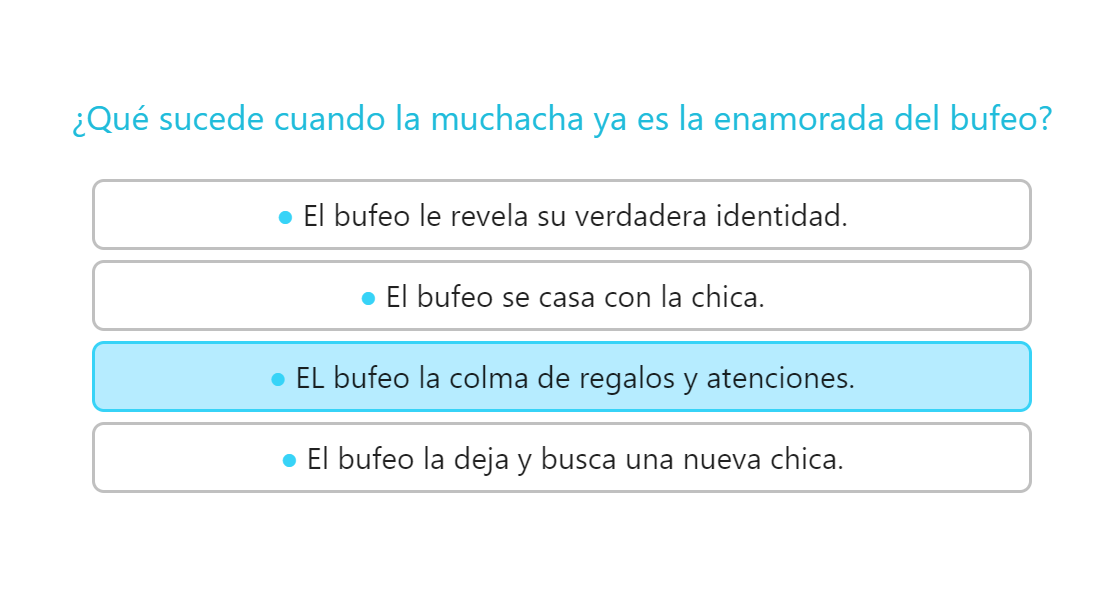 ¿Qué sucede cuando la muchacha ya es la enamorada del bufeo?
● El bufeo le revela su verdadera identidad.
● El bufeo se casa con la chica.
● EL bufeo la colma de regalos y atenciones.
● El bufeo la deja y busca una nueva chica.